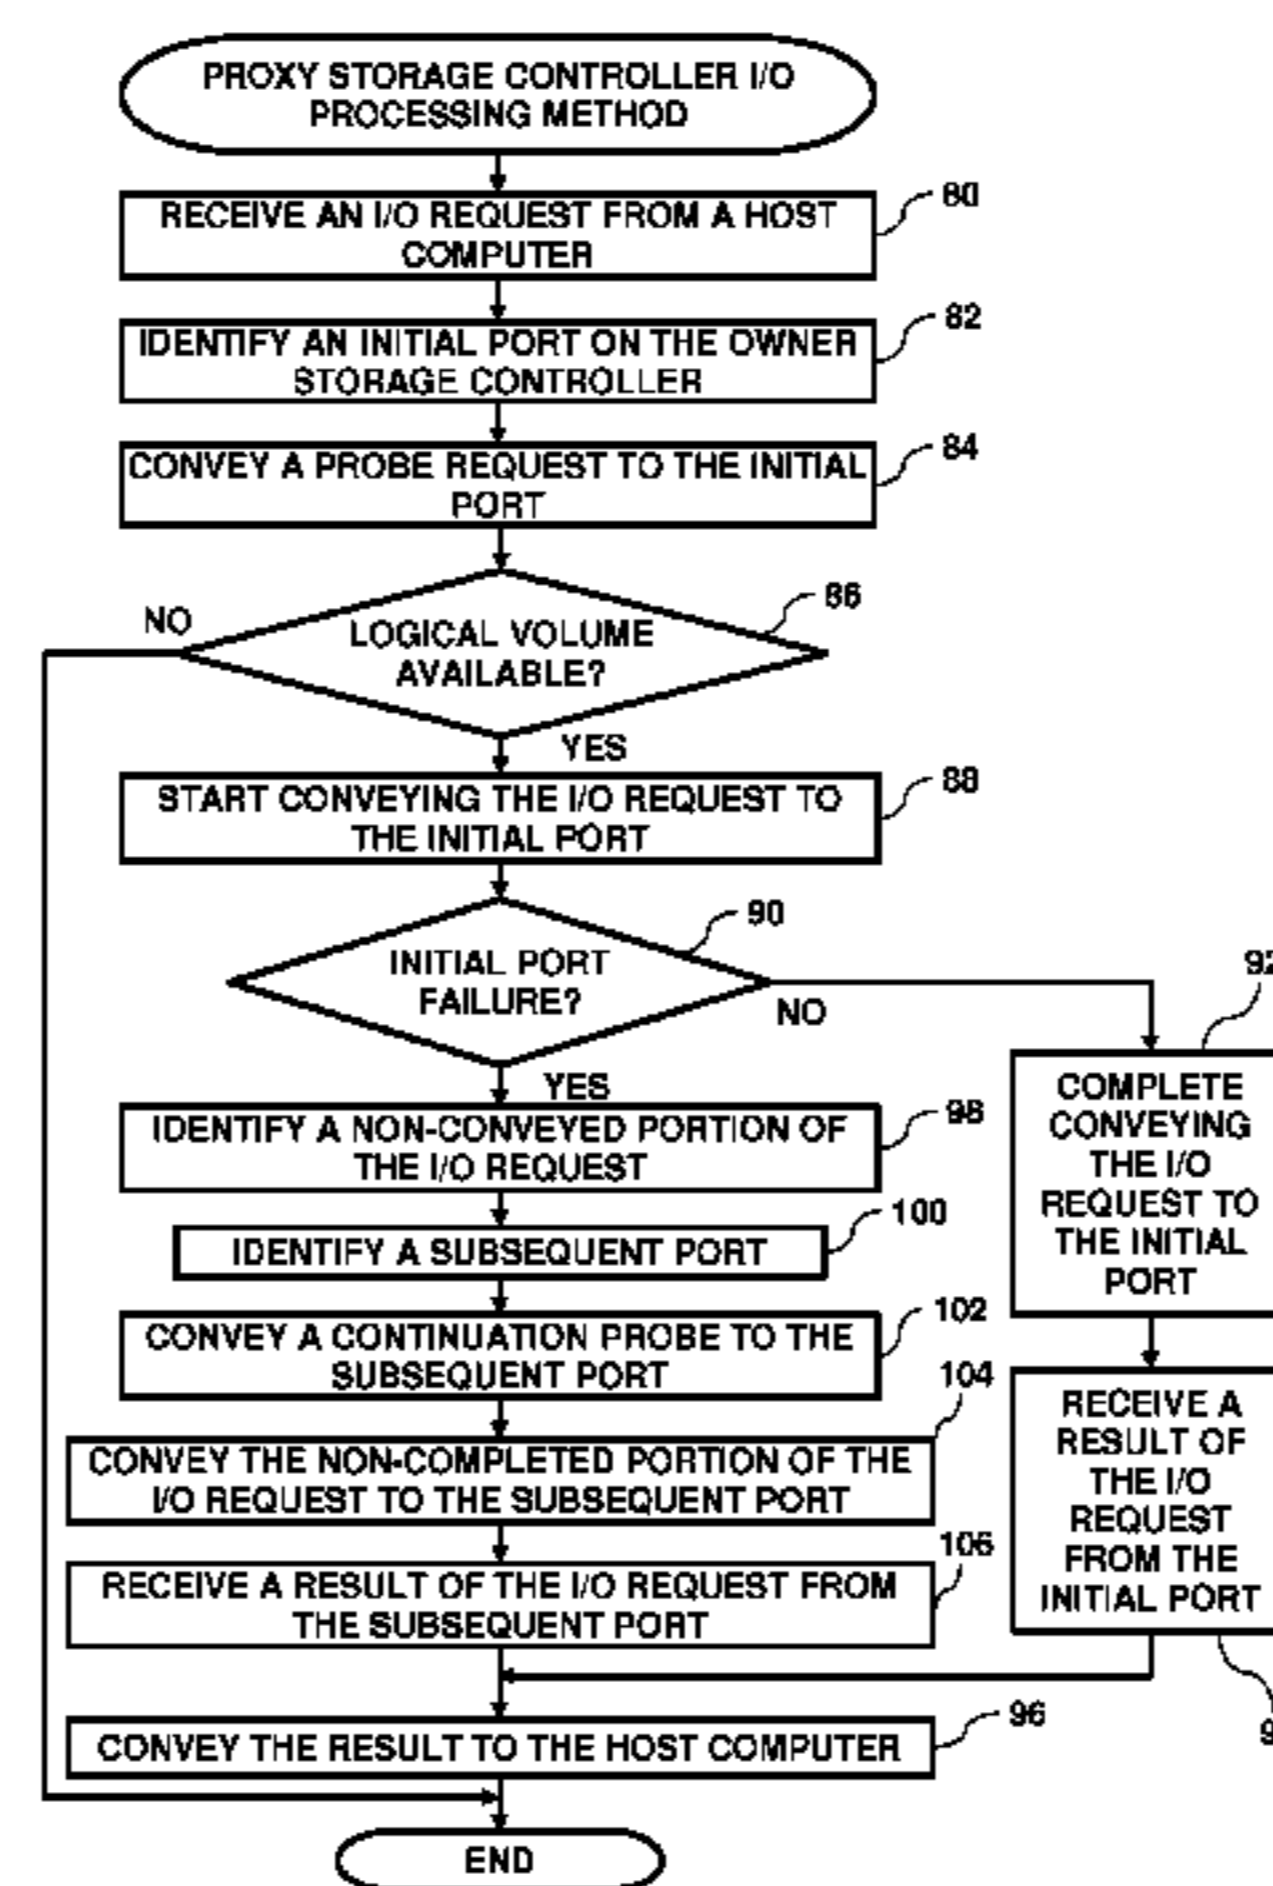 PROXY STORAGE CONTROLLER I/O
PROCESSING METHOD
80
RECEIVE AN I/O REQUEST FROM A HOST
COMPUTER
82
IDENTIFY AN INITIAL PORT ON THE OWNER
STORAGE CONTROLLER
84
CONVEY A PROBE REQUEST TO THE INITIAL
PORT
86
NO
LOGICAL VOLUME
AVAILABLE?
YES
88
START CONVEYING THE I/O REQUEST TO
THE INITIAL PORT
90
INITIAL PORT
FAILURE?
NO
YES
92
COMPLETE
CONVEYING
THE I/O
REQUEST TO
THE INITIAL
PORT
98
IDENTIFY A NON-CONVEYED PORTION OF
THE I/O REQUEST
100
IDENTIFY A SUBSEQUENT PORT
102
CONVEY A CONTINUATION PROBE TO THE
SUBSEQUENT PORT
104
CONVEY THE NON-COMPLETED PORTION OF THE
I/O REQUEST TO THE SUBSEQUENT PORT
RECEIVE A
RESULT OF
THE I/O
REQUEST
FROM THE
INITIAL PORT
106
RECEIVE A RESULT OF THE I/O REQUEST FROM
THE SUBSEQUENT PORT
96
CONVEY THE RESULT TO THE HOST COMPUTER
END